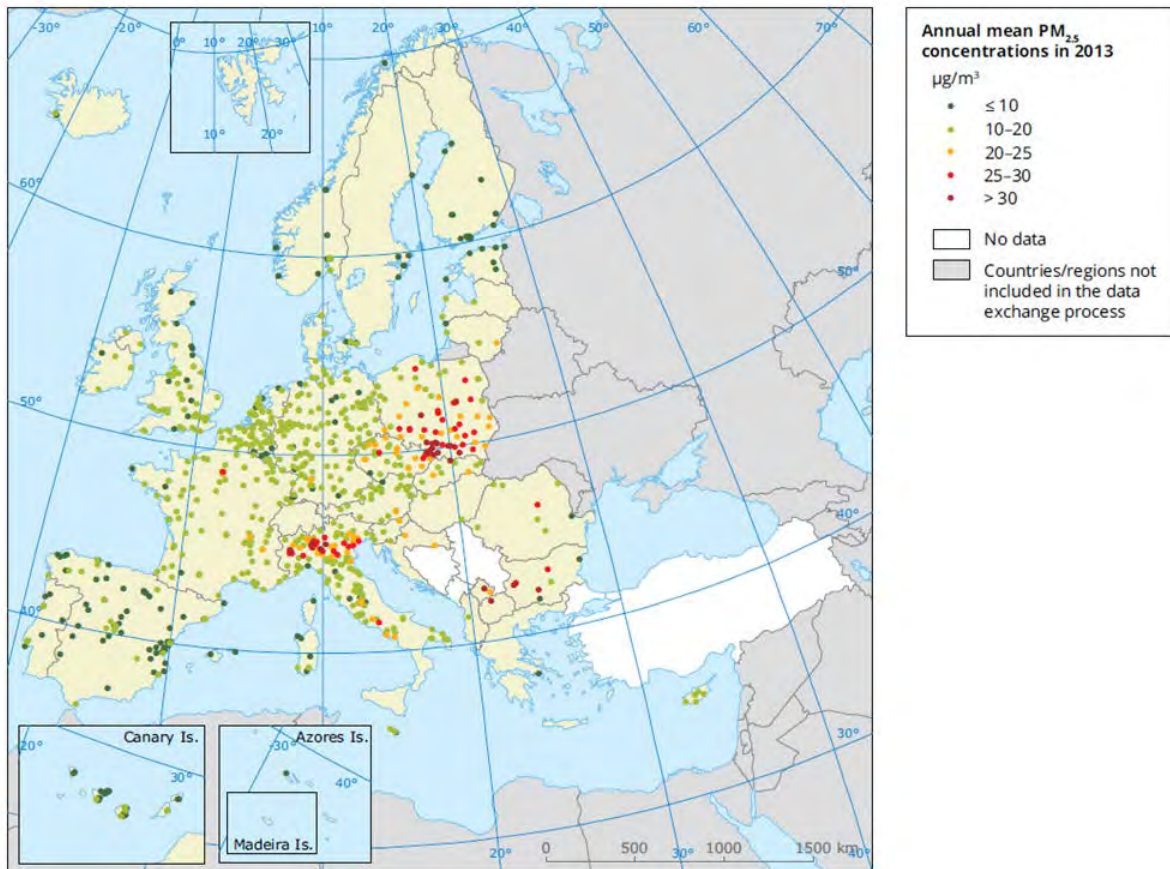 -30° -20° -10° 0° 10° 20° 30° 40° 50° 60° 70°
0° 10° 20° 30°
10° 20°
60°
50°
50°
40°
40°
30°
Canary Is.
20°
30°
Azores Is.
-30°
40°
Madeira Is.
0 500 1000 1500 km
20° 30° 40°
Annual mean PM2.5
concentrations in 2013
µg/m³
≤ 10
10–20
20–25
25–30
> 30
No data
Countries/regions not
included in the data
exchange process